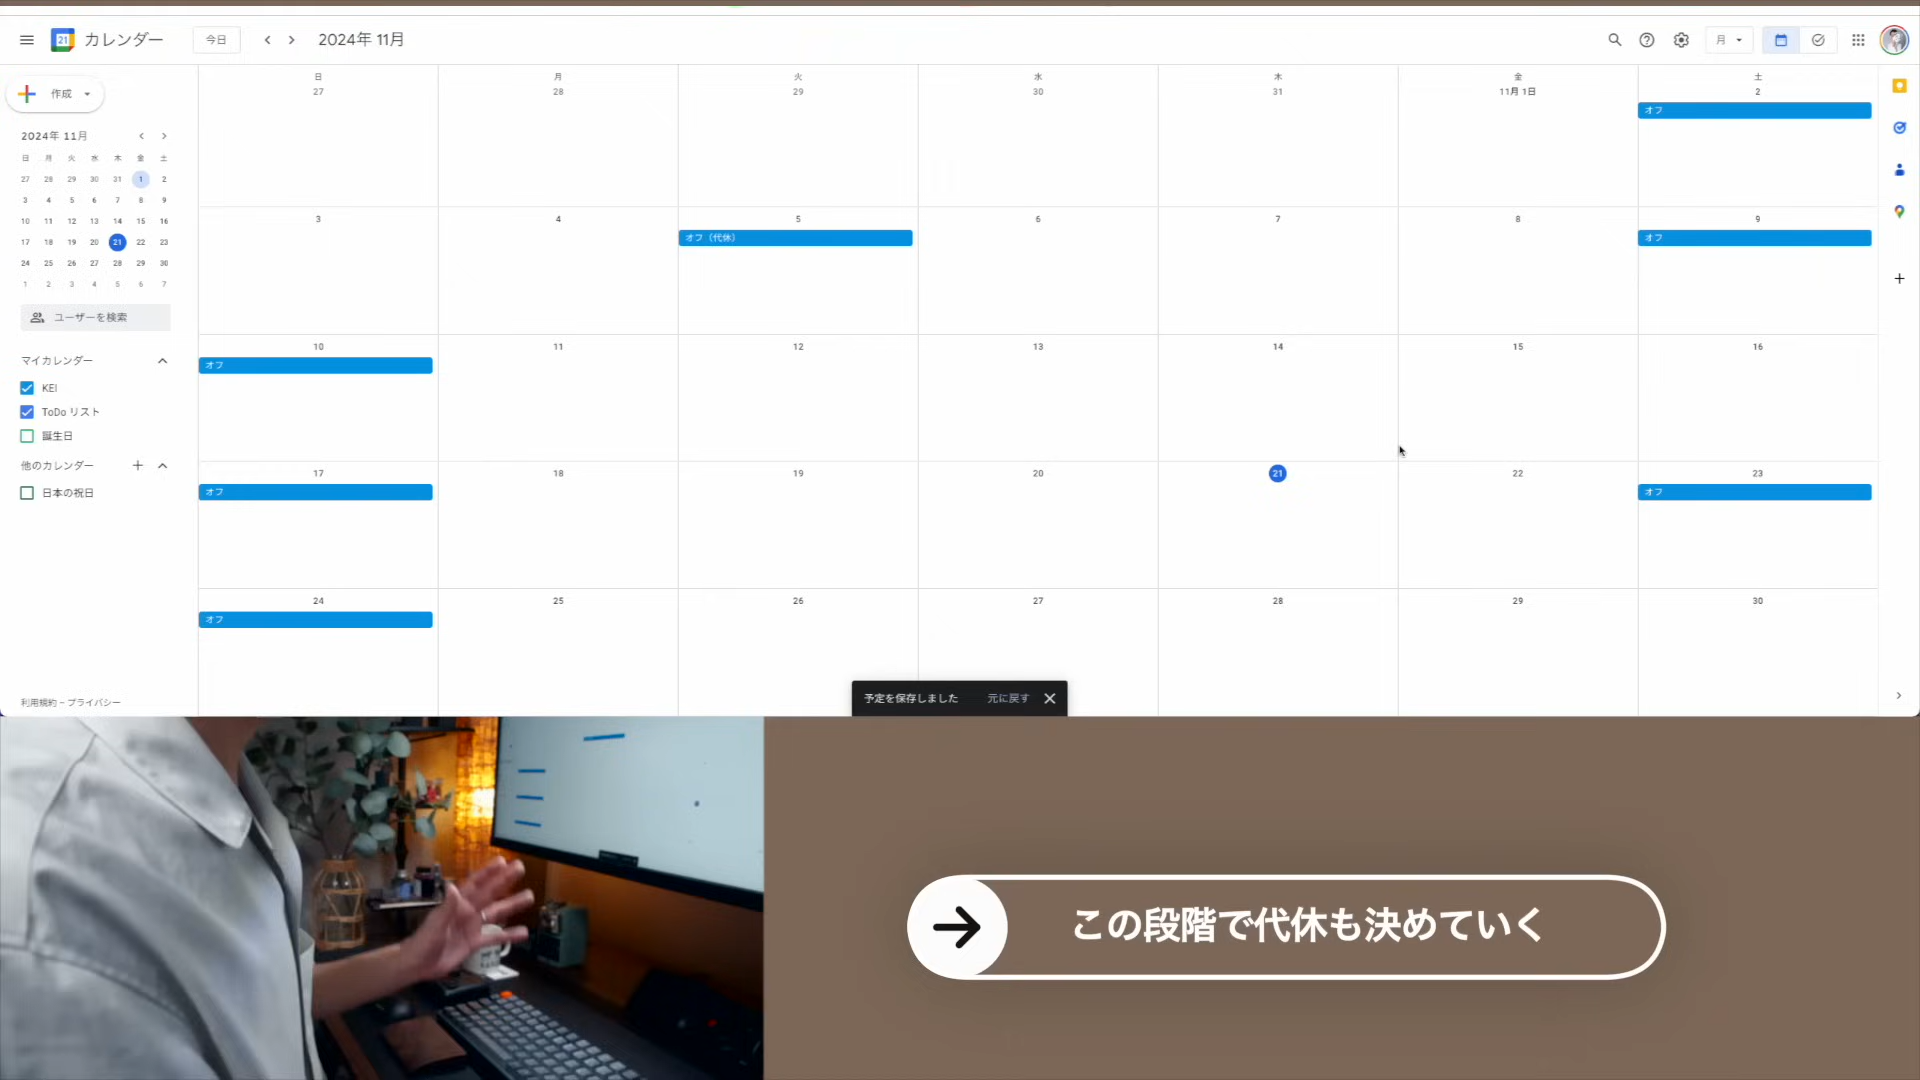 21 カレンダー 今日 2024年 11月 月
作成
2024年 11月
日 月 火 水 木 金 土
27 28 29 30 31 1 2
3 4 5 6 7 8 9
10 11 12 13 14 15 16
17 18 19 20 21 22 23
24 25 26 27 28 29 30
1 2 3 4 5 6 7
ユーザーを検索
マイカレンダー
KEI
ToDo リスト
誕生日
他のカレンダー
日本の祝日
利用規約 – プライバシー
日 月 火 水 木 金 土
27 28 29 30 31 11月 1日 2
オフ
3 4 5 6 7 8 9
オフ（代休） オフ
10 11 12 13 14 15 16
オフ
17 18 19 20 21 22 23
オフ オフ
24 25 26 27 28 29 30
オフ
予定を保存しました 元に戻す
この段階で代休も決めていく